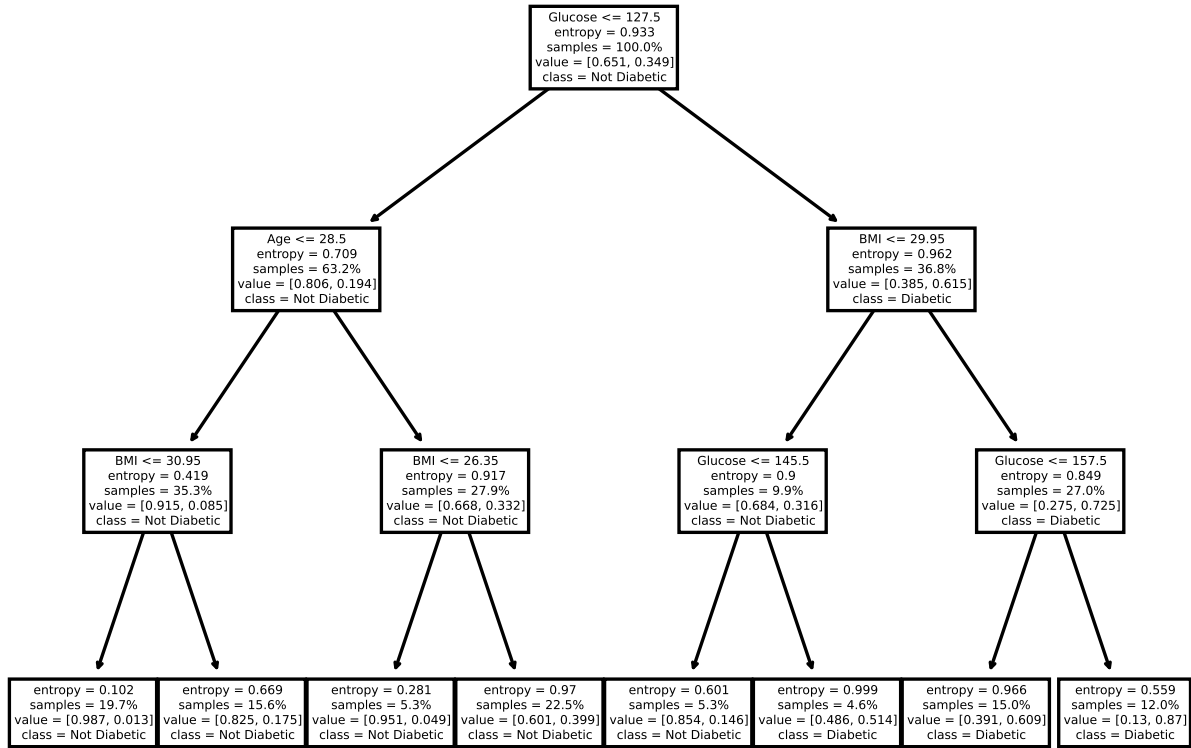 Glucose <= 127.5
entropy = 0.933
samples = 100.0%
value = [0.651, 0.349]
class = Not Diabetic
Age <= 28.5
entropy = 0.709
samples = 63.2%
value = [0.806, 0.194]
class = Not Diabetic
BMI <= 29.95
entropy = 0.962
samples = 36.8%
value = [0.385, 0.615]
class = Diabetic
BMI <= 30.95
entropy = 0.419
samples = 35.3%
value = [0.915, 0.085]
class = Not Diabetic
BMI <= 26.35
entropy = 0.917
samples = 27.9%
value = [0.668, 0.332]
class = Not Diabetic
Glucose <= 145.5
entropy = 0.9
samples = 9.9%
value = [0.684, 0.316]
class = Not Diabetic
Glucose <= 157.5
entropy = 0.849
samples = 27.0%
value = [0.275, 0.725]
class = Diabetic
entropy = 0.102
samples = 19.7%
value = [0.987, 0.013]
class = Not Diabetic
entropy = 0.669
samples = 15.6%
value = [0.825, 0.175]
class = Not Diabetic
entropy = 0.281
samples = 5.3%
value = [0.951, 0.049]
class = Not Diabetic
entropy = 0.97
samples = 22.5%
value = [0.601, 0.399]
class = Not Diabetic
entropy = 0.601
samples = 5.3%
value = [0.854, 0.146]
class = Not Diabetic
entropy = 0.999
samples = 4.6%
value = [0.486, 0.514]
class = Diabetic
entropy = 0.966
samples = 15.0%
value = [0.391, 0.609]
class = Diabetic
entropy = 0.559
samples = 12.0%
value = [0.13, 0.87]
class = Diabetic